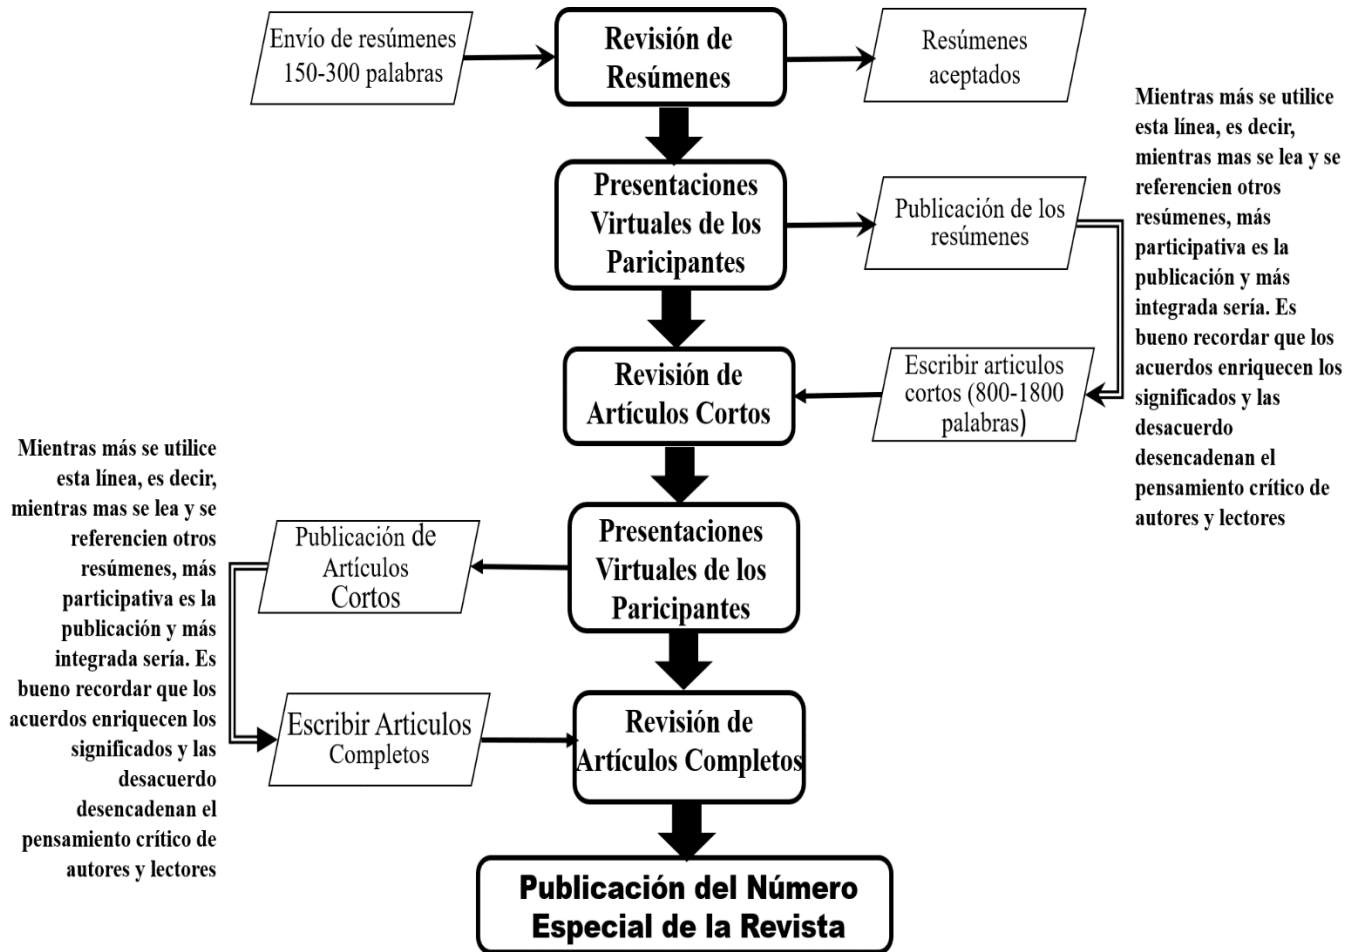 Envío de resúmenes
150-300 palabras
Revisión de
Resúmenes
Resúmenes
aceptados
Presentaciones
Virtuales de los
Paricipantes
Publicación de los
resúmenes
Mientras más se utilice
esta línea, es decir,
mientras mas se lea y se
referencien otros
resúmenes, más
participativa es la
publicación y más
integrada sería. Es
bueno recordar que los
acuerdos enriquecen los
significados y las
desacuerdo
desencadenan el
pensamiento crítico de
autores y lectores
Revisión de
Artículos Cortos
Escribir articulos
cortos (800-1800
palabras)
Mientras más se utilice
esta línea, es decir,
mientras mas se lea y se
referencien otros
resúmenes, más
participativa es la
publicación y más
integrada sería. Es
bueno recordar que los
acuerdos enriquecen los
significados y las
desacuerdo
desencadenan el
pensamiento crítico de
autores y lectores
Publicación de
Artículos
Cortos
Presentaciones
Virtuales de los
Paricipantes
Escribir Articulos
Completos
Revisión de
Artículos Completos
Publicación del Número
Especial de la Revista